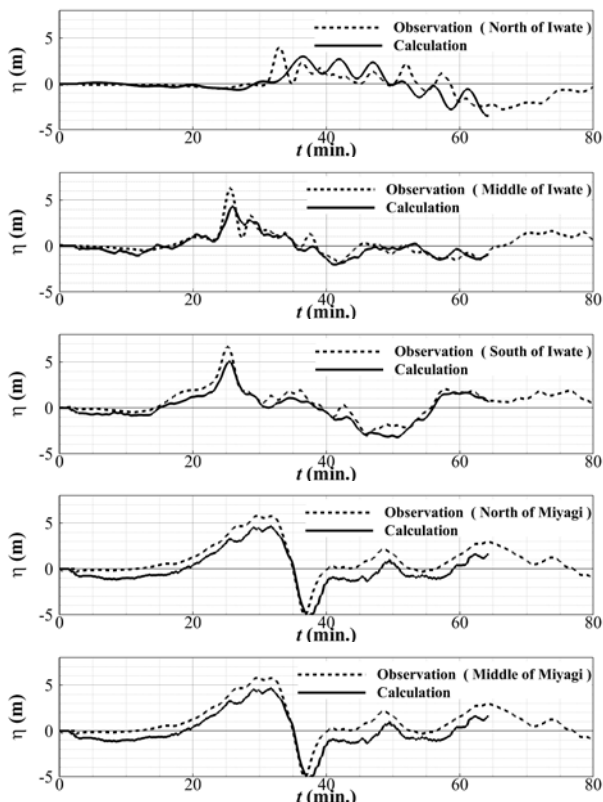 Observation ( North of Iwate)
Calculation
η (m)
5
0
-5
0 20 40 60 80
t (min.)
Observation ( Middle of Iwate)
Calculation
η (m)
5
0
-5
0 20 40 60 80
t (min.)
Observation ( South of Iwate)
Calculation
η (m)
5
0
-5
0 20 40 60 80
t (min.)
Observation ( North of Miyagi)
Calculation
η (m)
5
0
-5
0 20 40 60 80
t (min.)
Observation ( Middle of Miyagi)
Calculation
η (m)
5
0
-5
0 20 40 60 80
t (min.)